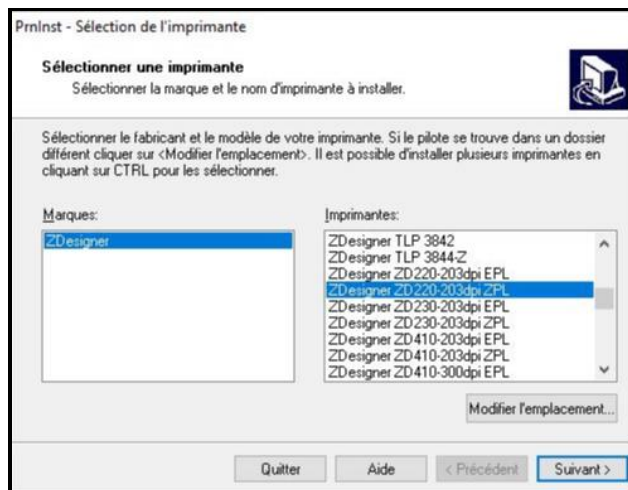 PrnInst - Sélection de l'imprimante
Sélectionner une imprimante
Sélectionner la marque et le nom d'imprimante à installer.
Sélectionner le fabricant et le modèle de votre imprimante. Si le pilote se trouve dans un dossier
différent cliquer sur <Modifier l'emplacement>. Il est possible d'installer plusieurs imprimantes en
cliquant sur CTRL pour les sélectionner.
Marques:
ZDesigner
Imprimantes:
ZDesigner TLP 3842
ZDesigner TLP 3844-Z
ZDesigner ZD220-203dpi EPL
ZDesigner ZD220-203dpi ZPL
ZDesigner ZD230-203dpi EPL
ZDesigner ZD230-203dpi ZPL
ZDesigner ZD410-203dpi EPL
ZDesigner ZD410-203dpi ZPL
ZDesigner ZD410-300dpi EPL
Modifier l'emplacement...
Quitter
Aide
< Précédent
Suivant >